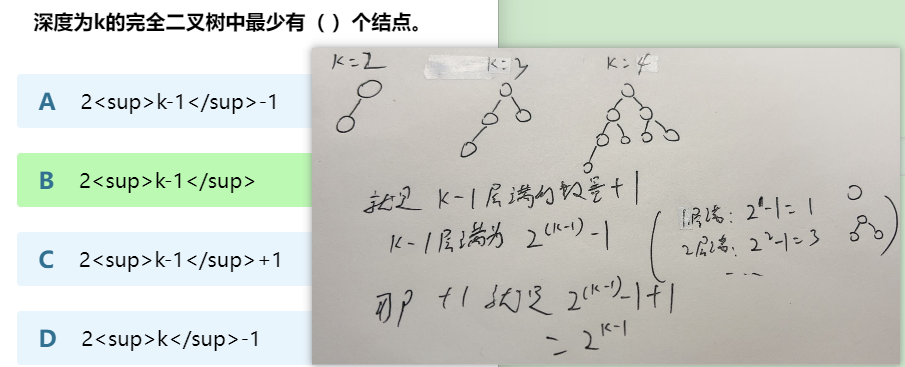 深度为k的完全二叉树中最少有（ ）个结点。
A 2<sup>k-1</sup>-1
B 2<sup>k-1</sup>
C 2<sup>k-1</sup>+1
D 2<sup>k</sup>-1
k=2 k=3 k=4
就是 k-1层满的数量+1
k-1层满为 2^(k-1) -1
(1层满: 2^1-1=1
2层满: 2^2-1=3
...)
即 +1 就是 2^(k-1)-1+1
= 2^k-1